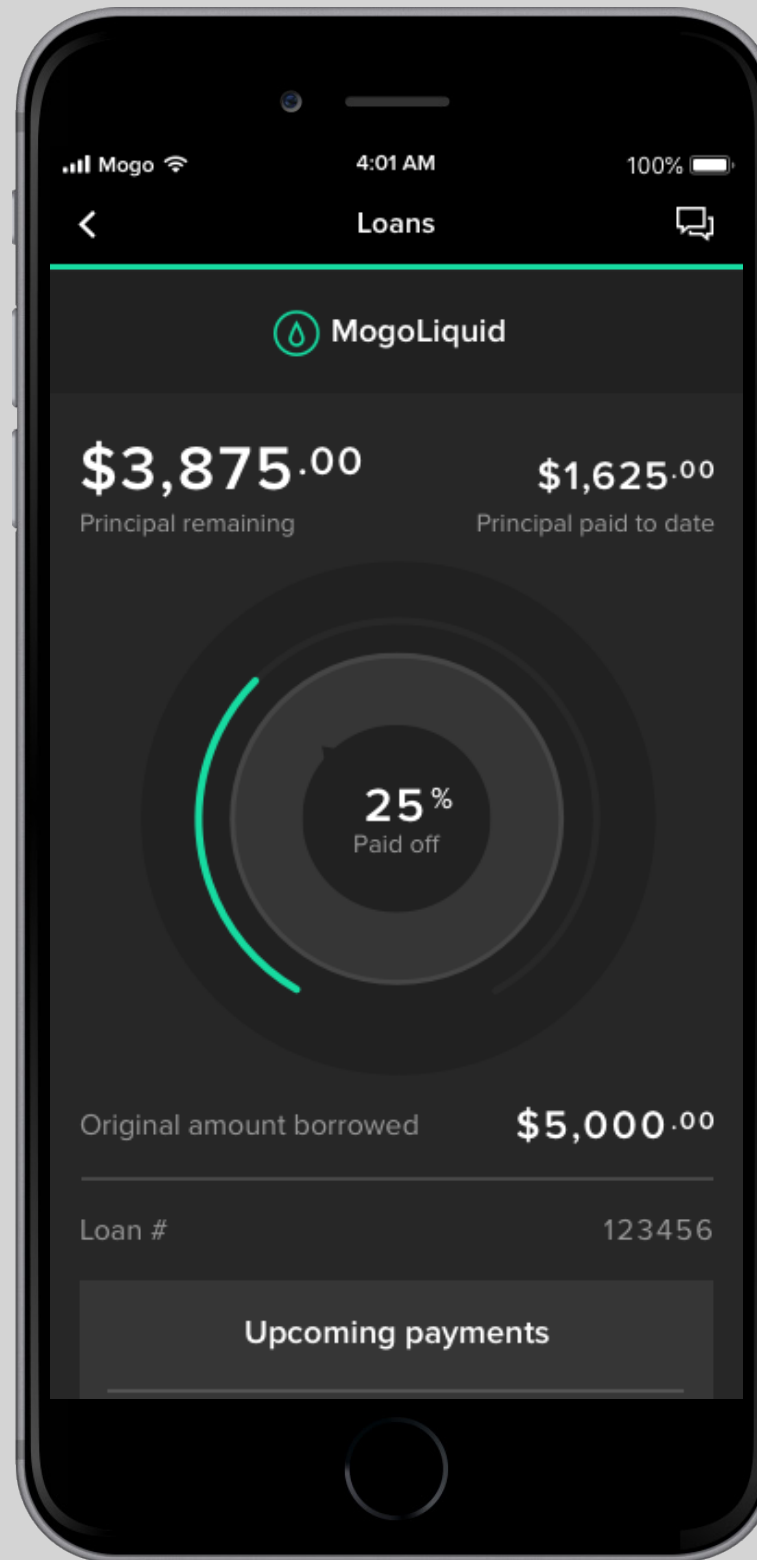 Mogo 4:01 AM 100%
Loans
MogoLiquid
$3,875.00 $1,625.00
Principal remaining Principal paid to date
25%
Paid off
Original amount borrowed $5,000.00
Loan # 123456
Upcoming payments